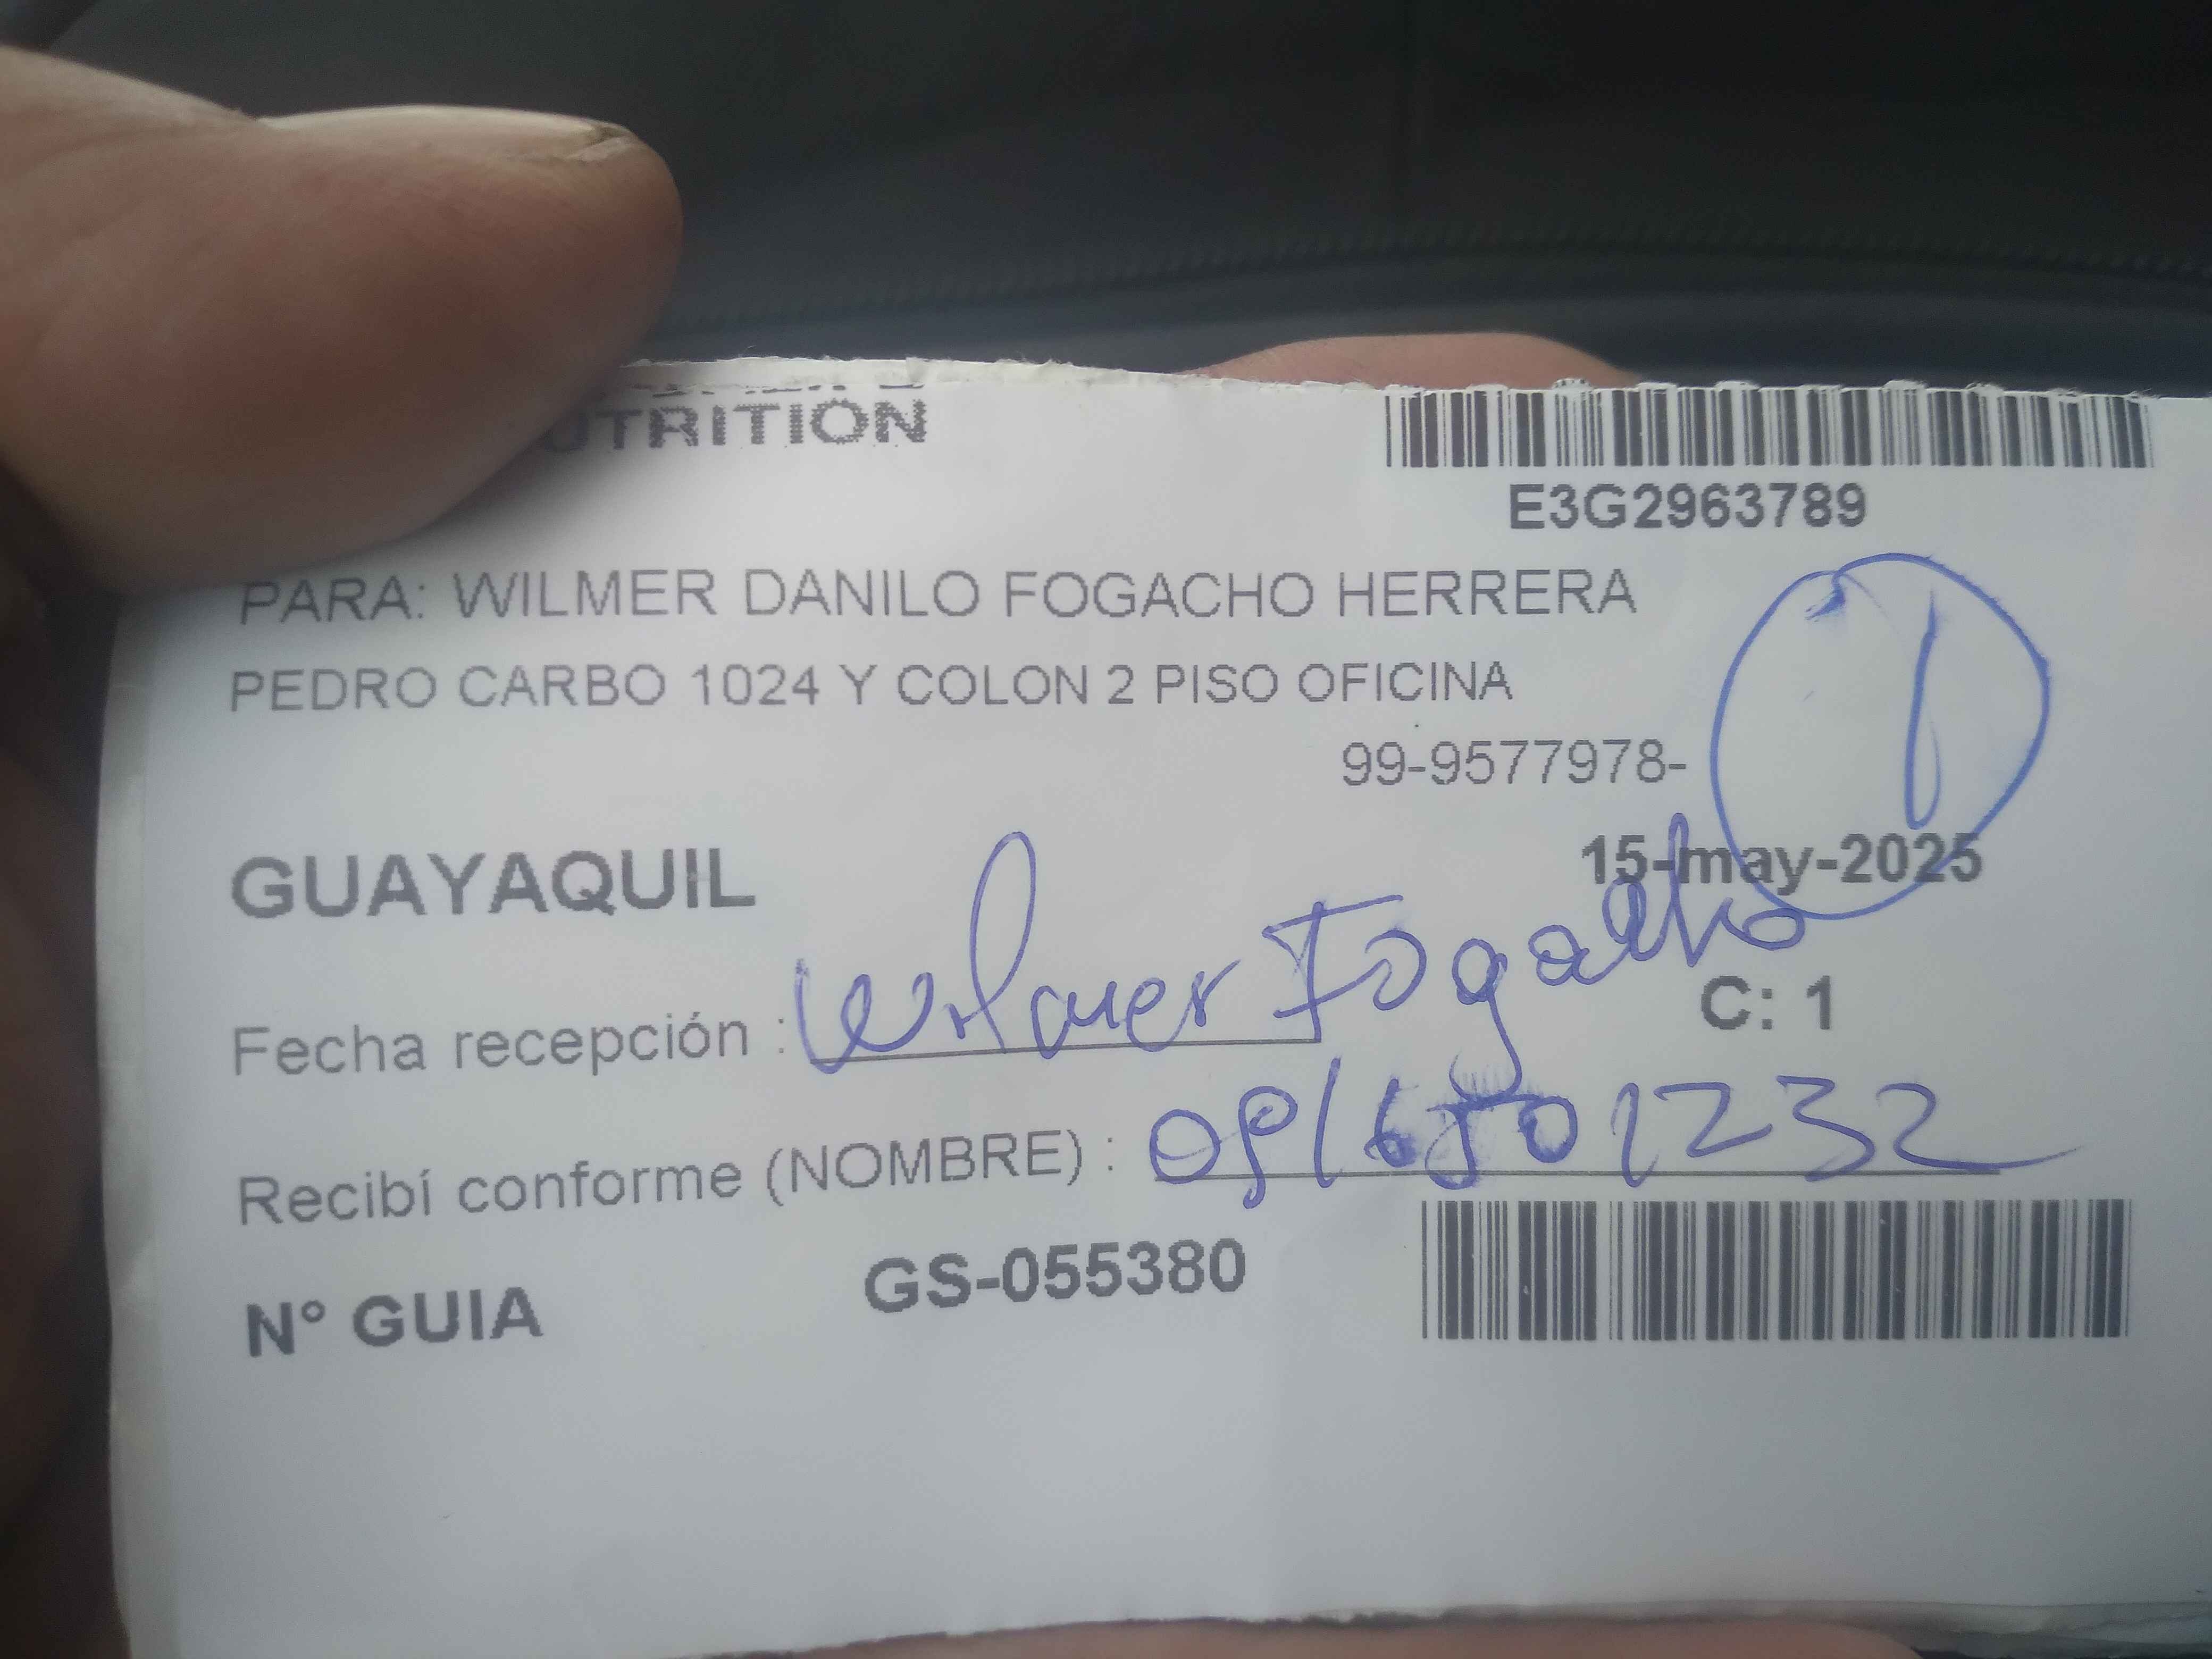 UTRITION
E3G2963789
PARA: WILMER DANILO FOGACHO HERRERA
PEDRO CARBO 1024 Y COLON 2 PISO OFICINA
99-9577978-
1
GUAYAQUIL
15-may-2025
Fecha recepción : Wilmer Fogacho
C: 1
Recibí conforme (NOMBRE) : 0916501232
N° GUIA GS-055380